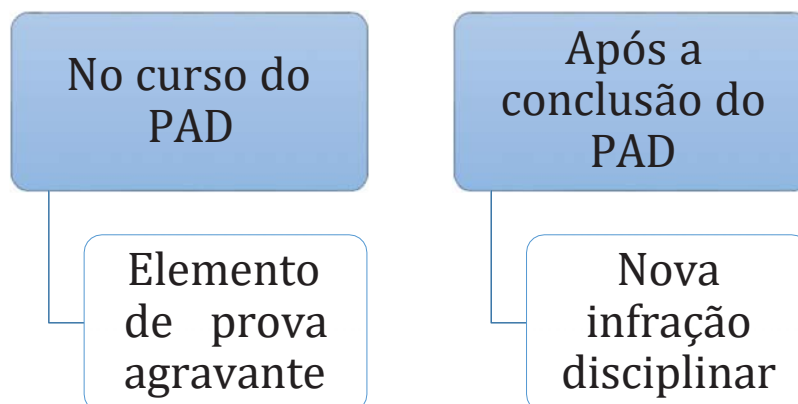 No curso do
PAD
Elemento
de prova
agravante
Após a
conclusão do
PAD
Nova
infração
disciplinar